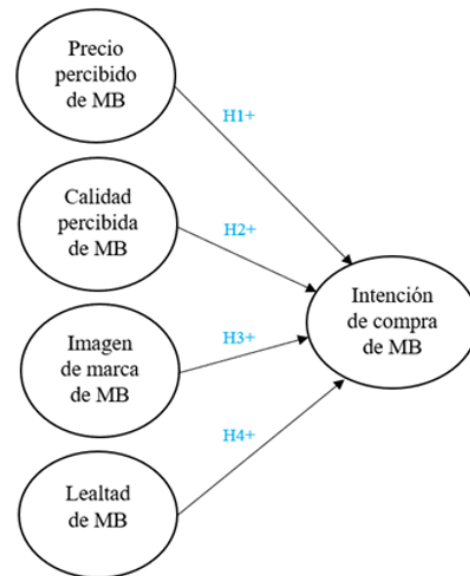 Precio
percibido
de MB
H1+
Calidad
percibida
de MB
H2+
Intención
de compra
de MB
Imagen
de marca
de MB
H3+
H4+
Lealtad
de MB